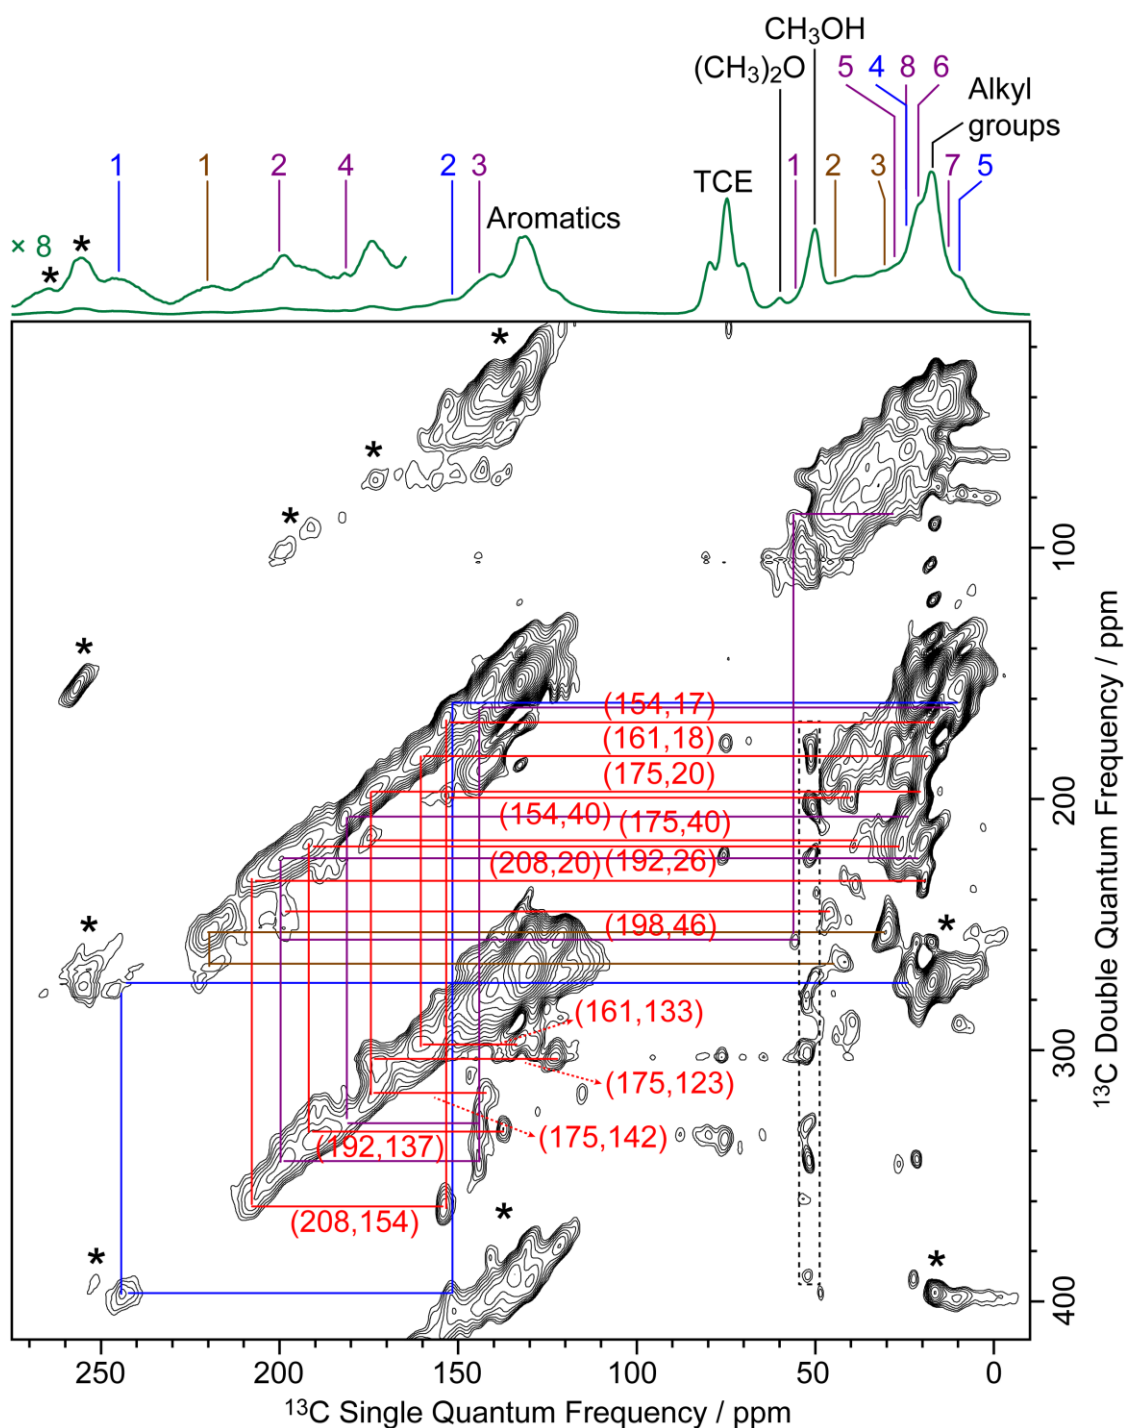 CH₃OH
(CH₃)₂O
5 4 8 6
Alkyl
groups
1 1 2 4 2 3
TCE
1 2 3
7 5
Aromatics
× 8
* *
*
*
*
*
100
(154,17)
(161,18)
(175,20)
200
(154,40) (175,40)
(208,20) (192,26)
(198,46)
* *
(161,133)
300
(175,123)
(175,142)
(192,137)
(208,154)
*
* *
400
¹³C Double Quantum Frequency / ppm
250 200 150 100 50 0
¹³C Single Quantum Frequency / ppm